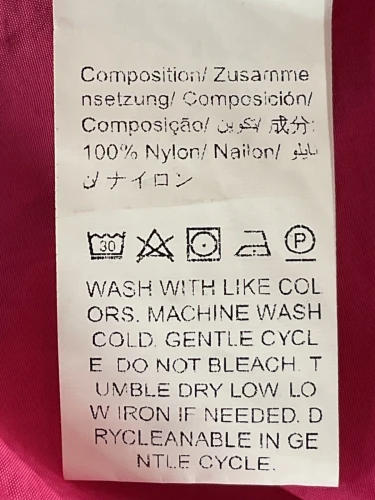 Composition/ Zusamme
nsetzung/ Composición/
Composição/ تكوين/ 成分:
100% Nylon/ Nailon/ نايلو
ن/ ナイロン
30 P
WASH WITH LIKE COL
ORS. MACHINE WASH
COLD. GENTLE CYCL
E. DO NOT BLEACH. T
UMBLE DRY LOW. LO
W IRON IF NEEDED. D
RYCLEANABLE IN GE
NTLE CYCLE.